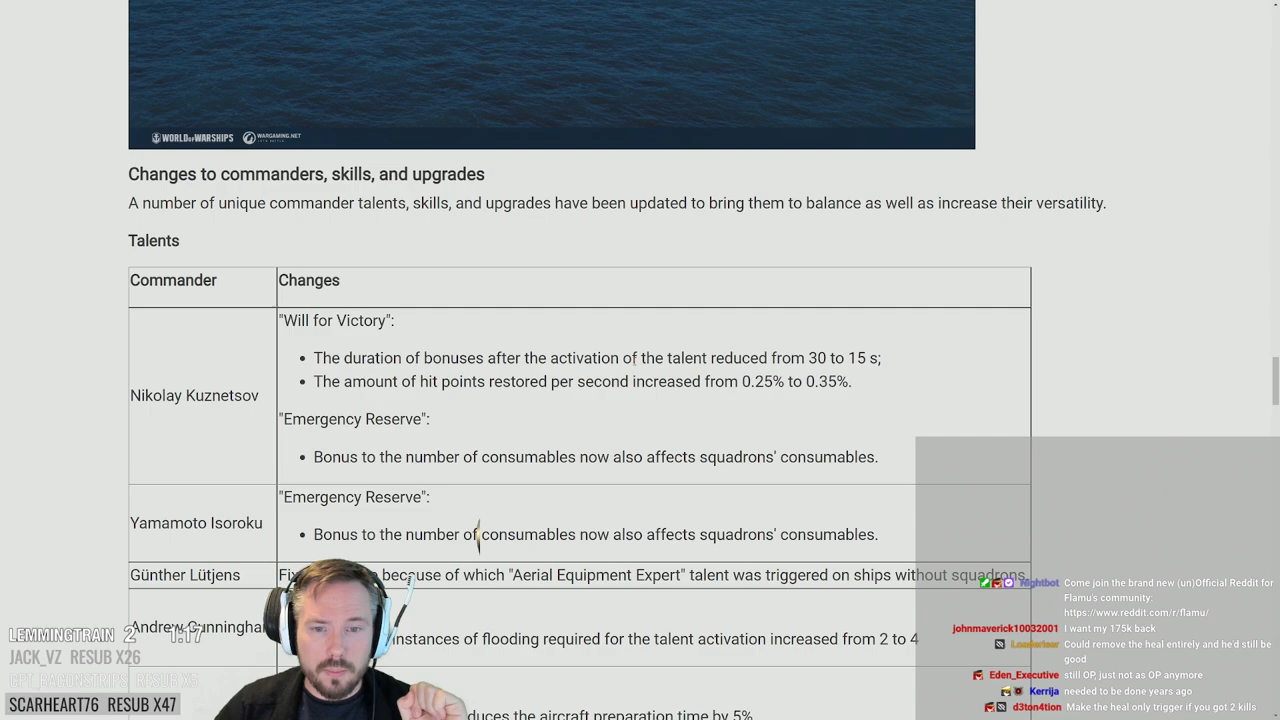 WORLD OF WARSHIPS
WARGAMING.NET
Changes to commanders, skills, and upgrades
A number of unique commander talents, skills, and upgrades have been updated to bring them to balance as well as increase their versatility.
Talents
Commander
Changes
Nikolay Kuznetsov
"Will for Victory":
• The duration of bonuses after the activation of the talent reduced from 30 to 15 s;
• The amount of hit points restored per second increased from 0.25% to 0.35%.
"Emergency Reserve":
• Bonus to the number of consumables now also affects squadrons' consumables.
Yamamoto Isoroku
"Emergency Reserve":
• Bonus to the number of consumables now also affects squadrons' consumables.
Günther Lütjens
because of which "Aerial Equipment Expert" talent was triggered on ships without squadrons
Andrew Cunningham
instances of flooding required for the talent activation increased from 2 to 4
duces the aircraft preparation time by 5%
LEMMINGTRAIN 2 1:17
JACK_VZ RESUB X26
RESUB X5
SCARHEART76 RESUB X47
Nightbot Come join the brand new (un)Official Reddit for
Flamu's community:
https://www.reddit.com/r/flamu/
johnmaverick10032001 I want my 175k back
Could remove the heal entirely and he'd still be
good
Eden_Executive still OP, just not as OP anymore
Kerrija needed to be done years ago
d3ton4tion Make the heal only trigger if you got 2 kills